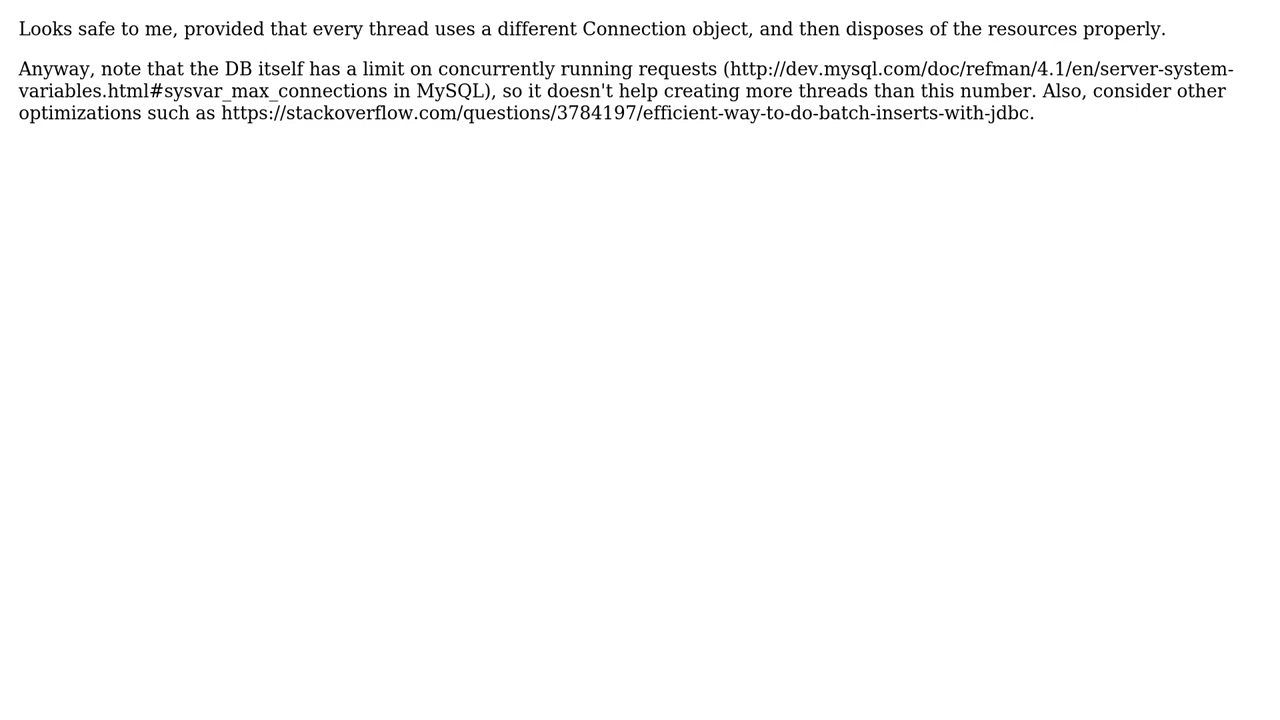 Looks safe to me, provided that every thread uses a different Connection object, and then disposes of the resources properly.
Anyway, note that the DB itself has a limit on concurrently running requests (http://dev.mysql.com/doc/refman/4.1/en/server-system-
variables.html#sysvar_max_connections in MySQL), so it doesn't help creating more threads than this number. Also, consider other
optimizations such as https://stackoverflow.com/questions/3784197/efficient-way-to-do-batch-inserts-with-jdbc.